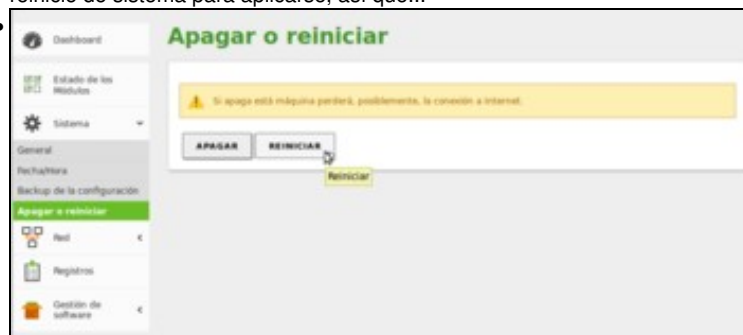 reinicio de sistema para aplicarse, así que...
Dashboard
Apagar o reiniciar
Estado de los
Módulos
Si apaga está máquina perderá, posiblemente, la conexión a internet.
Sistema
APAGAR
REINICIAR
General
Reiniciar
Fecha/Hora
Backup de la configuración
Apagar o reiniciar
Red
Registros
Gestión de
software